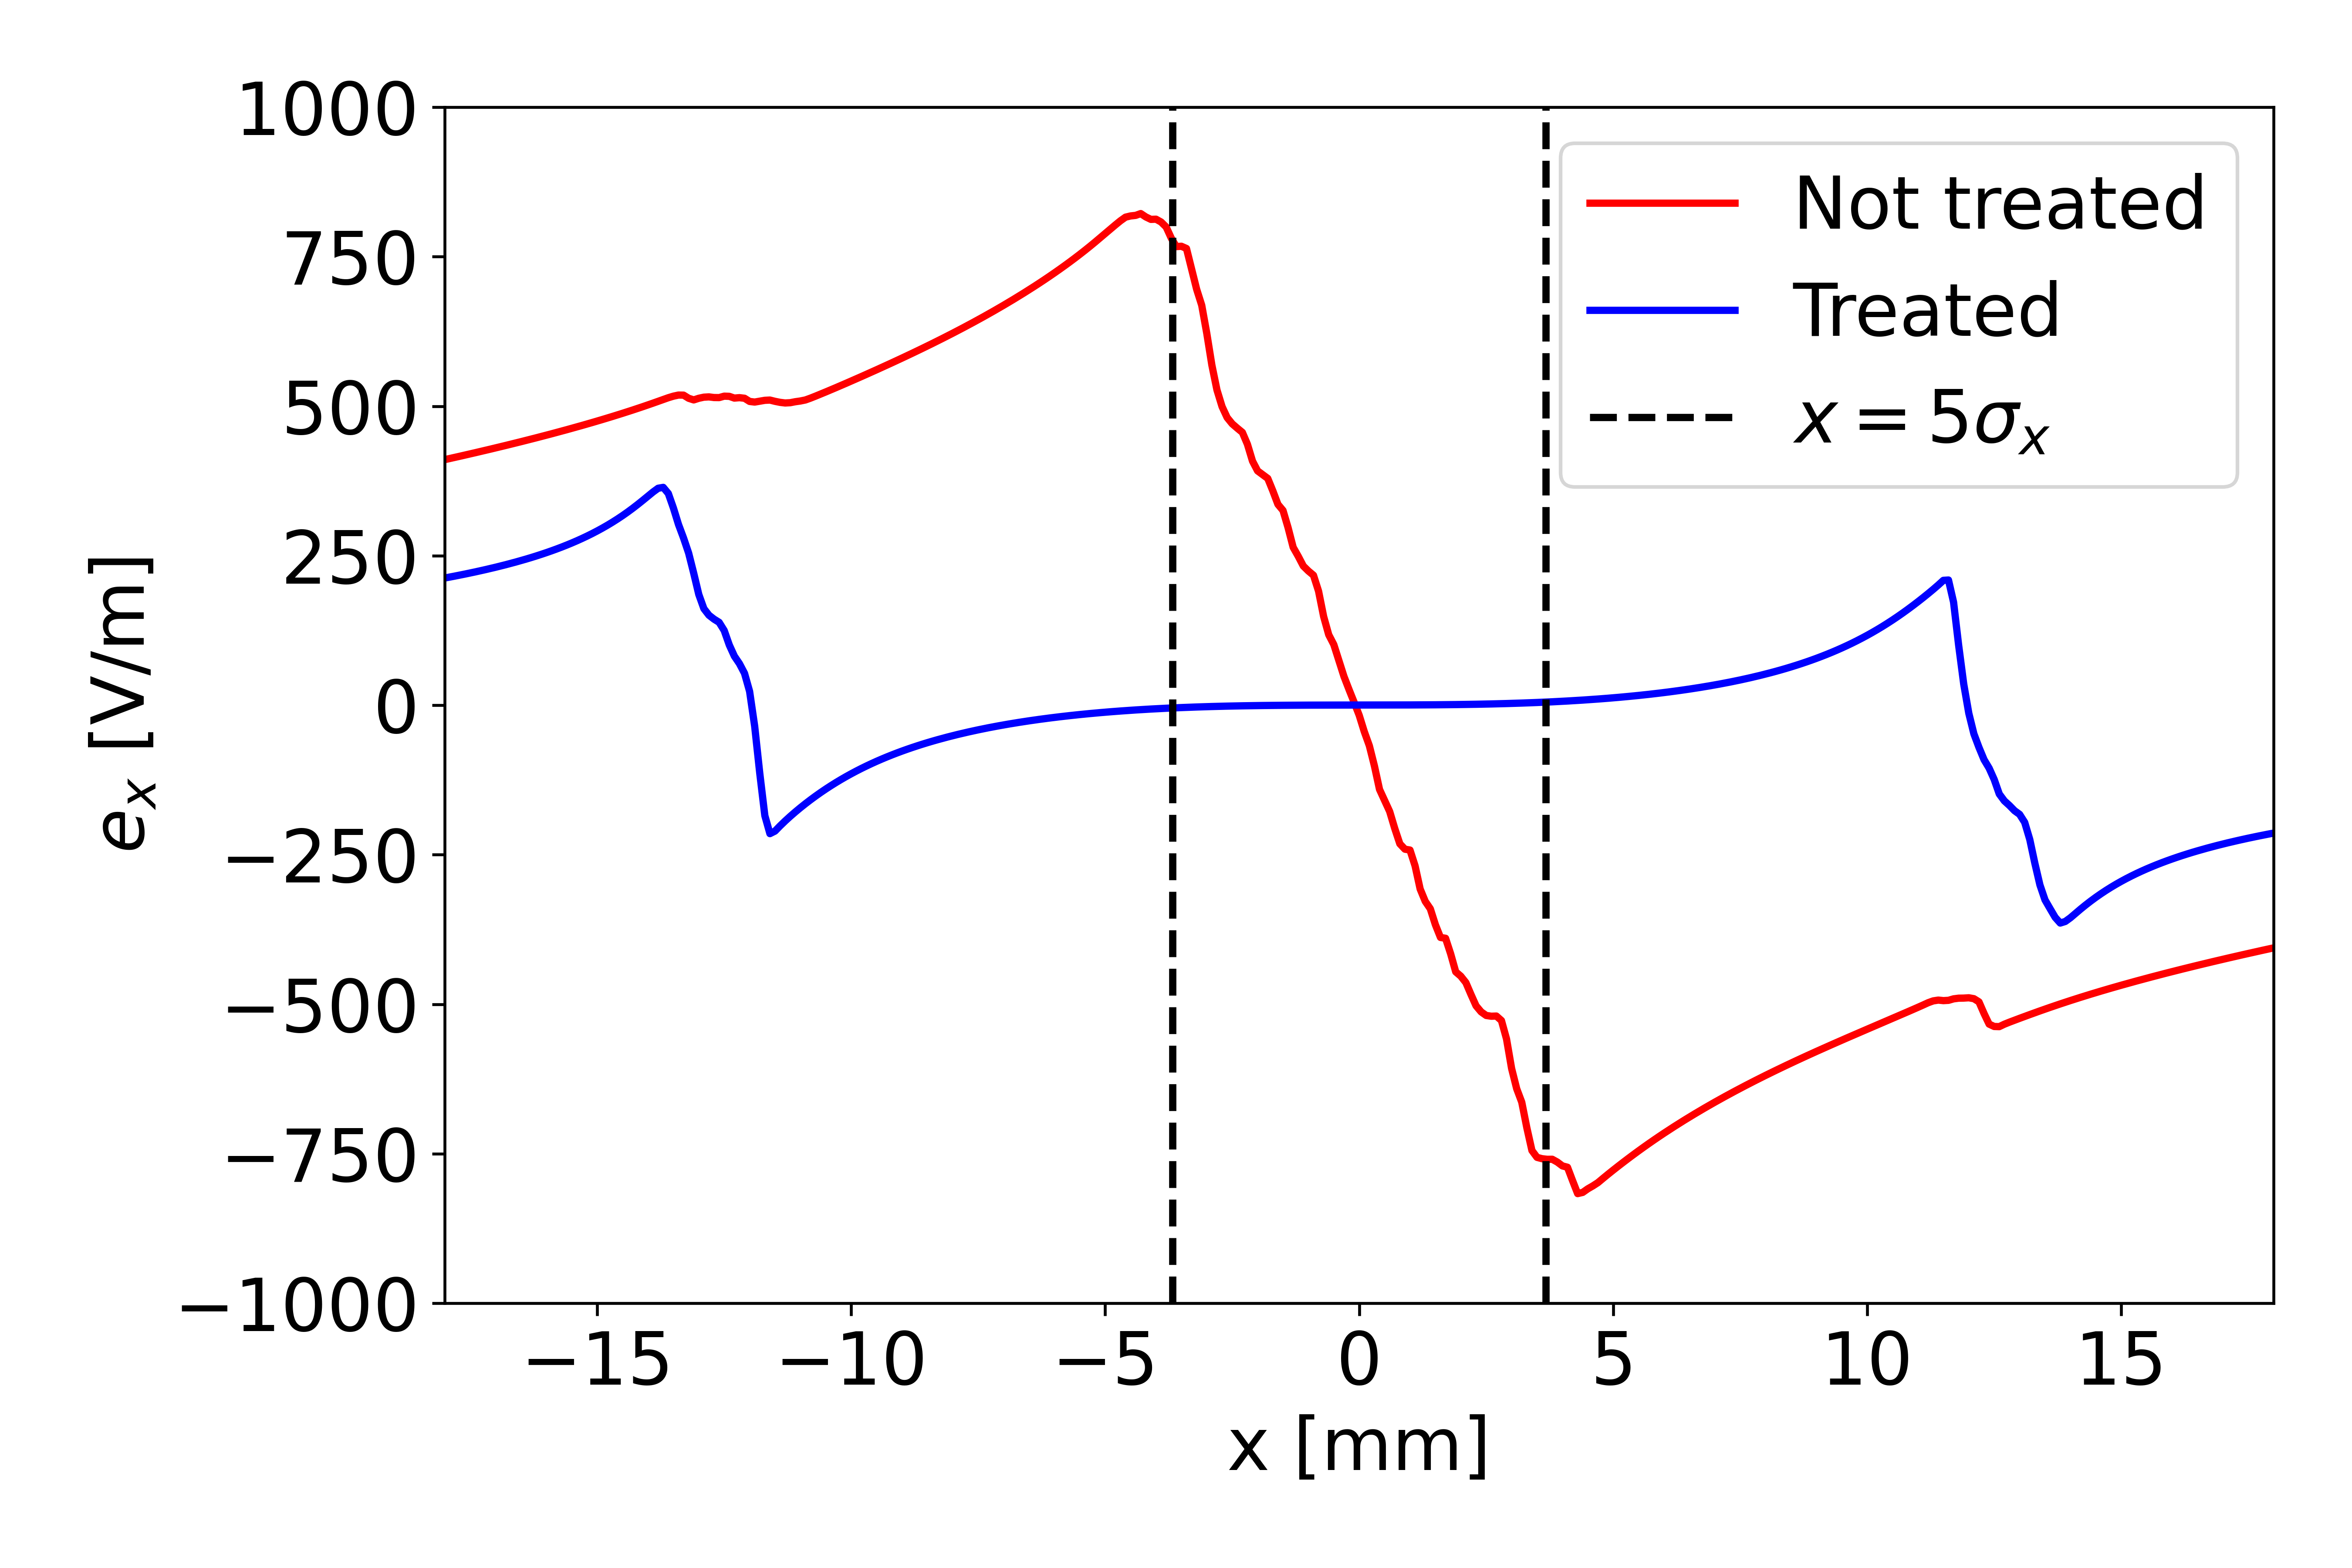 1000
750
500
250
0
−250
−500
−750
−1000
e_x [V/m]
Not treated
Treated
x = 5σ_x
−15 −10 −5 0 5 10 15
x [mm]